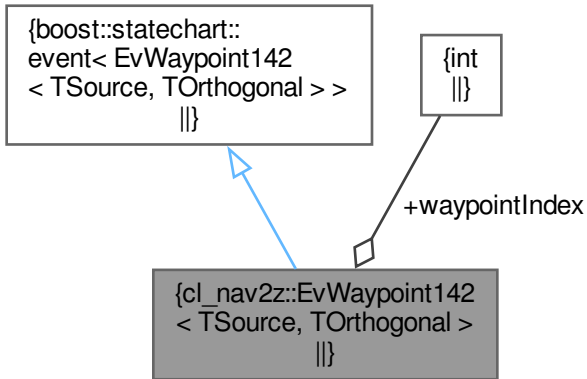 {boost::statechart::
event< EvWaypoint142
< TSource, TOrthogonal > >
||}
{int
||}
+waypointIndex
{cl_nav2z::EvWaypoint142
< TSource, TOrthogonal >
||}